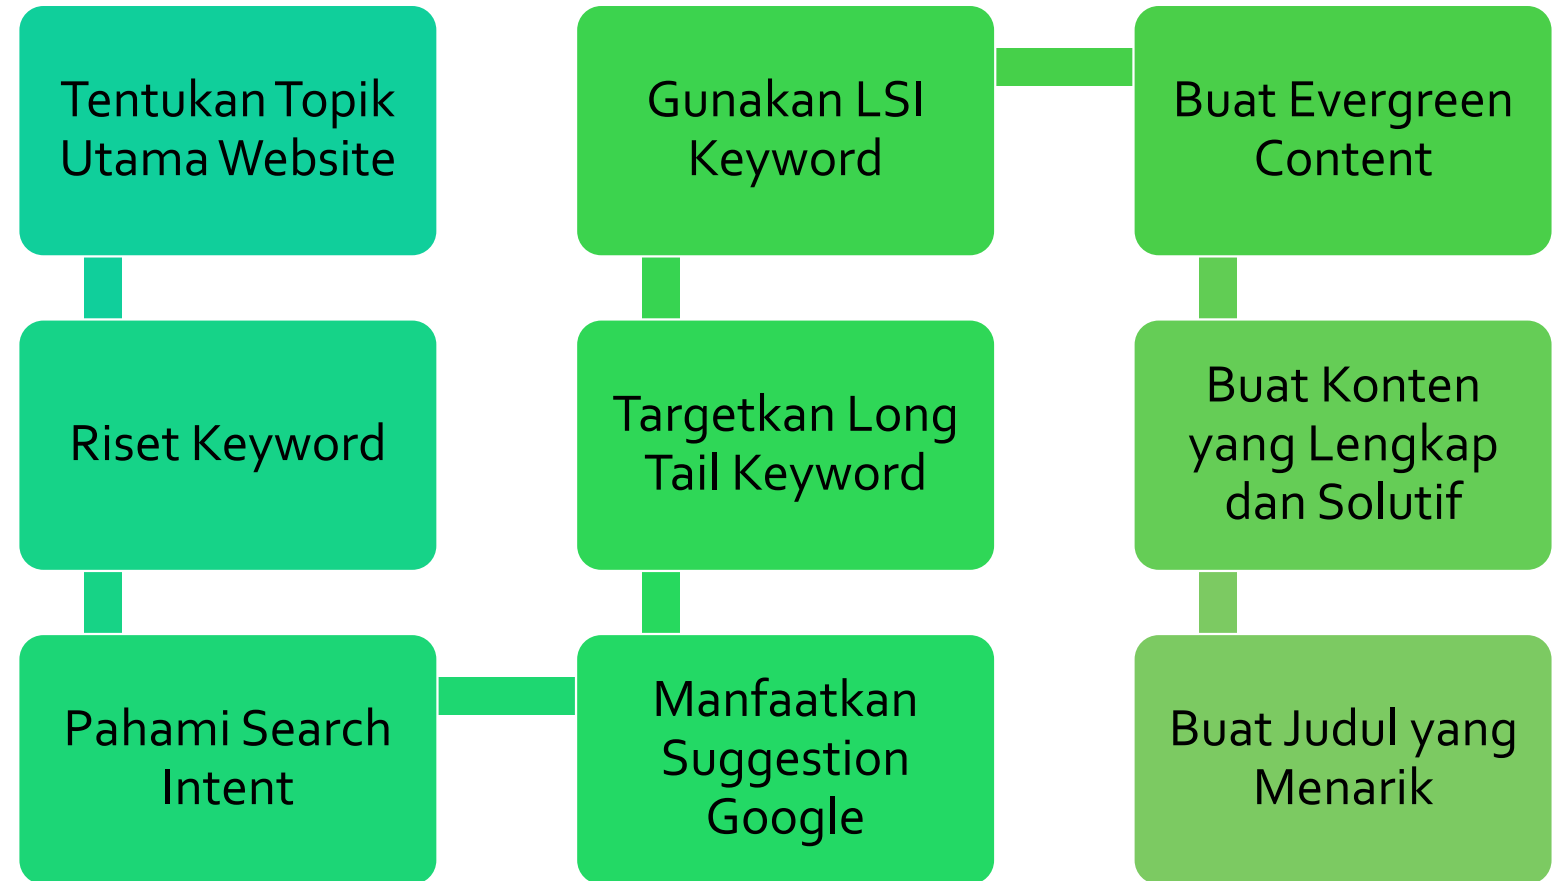 Tentukan Topik
Utama Website
Riset Keyword
Pahami Search
Intent
Manfaatkan
Suggestion
Google
Targetkan Long
Tail Keyword
Gunakan LSI
Keyword
Buat Evergreen
Content
Buat Konten
yang Lengkap
dan Solutif
Buat Judul yang
Menarik